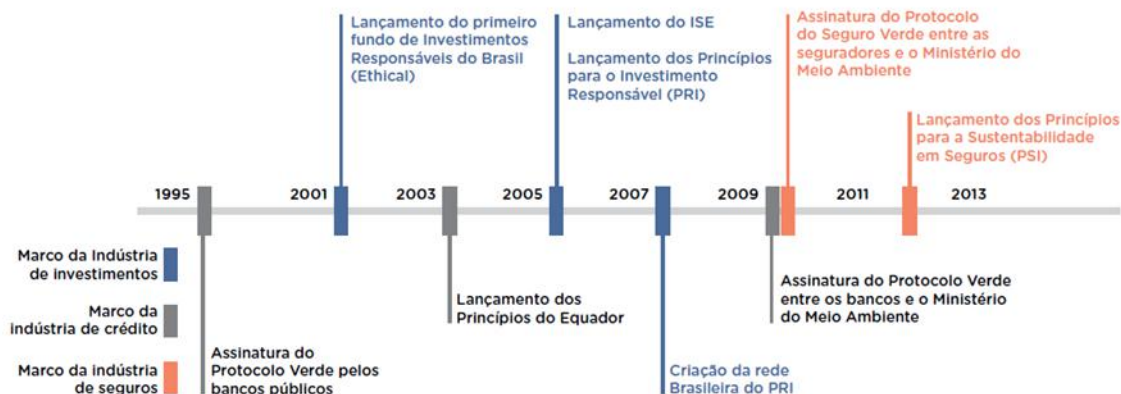 Lançamento do primeiro
fundo de Investimentos
Responsáveis do Brasil
(Ethical)
Lançamento do ISE
Lançamento dos Princípios
para o Investimento
Responsável (PRI)
Assinatura do Protocolo
do Seguro Verde entre as
seguradores e o Ministério do
Meio Ambiente
Lançamento dos Princípios
para a Sustentabilidade
em Seguros (PSI)
1995
2001
2003
2005
2007
2009
2011
2013
Marco da Indústria
de investimentos
Marco da
indústria de crédito
Marco da indústria
de seguros
Assinatura do
Protocolo Verde pelos
bancos públicos
Lançamento dos
Princípios do Equador
Criação da rede
Brasileira do PRI
Assinatura do Protocolo Verde
entre os bancos e o Ministério
do Meio Ambiente